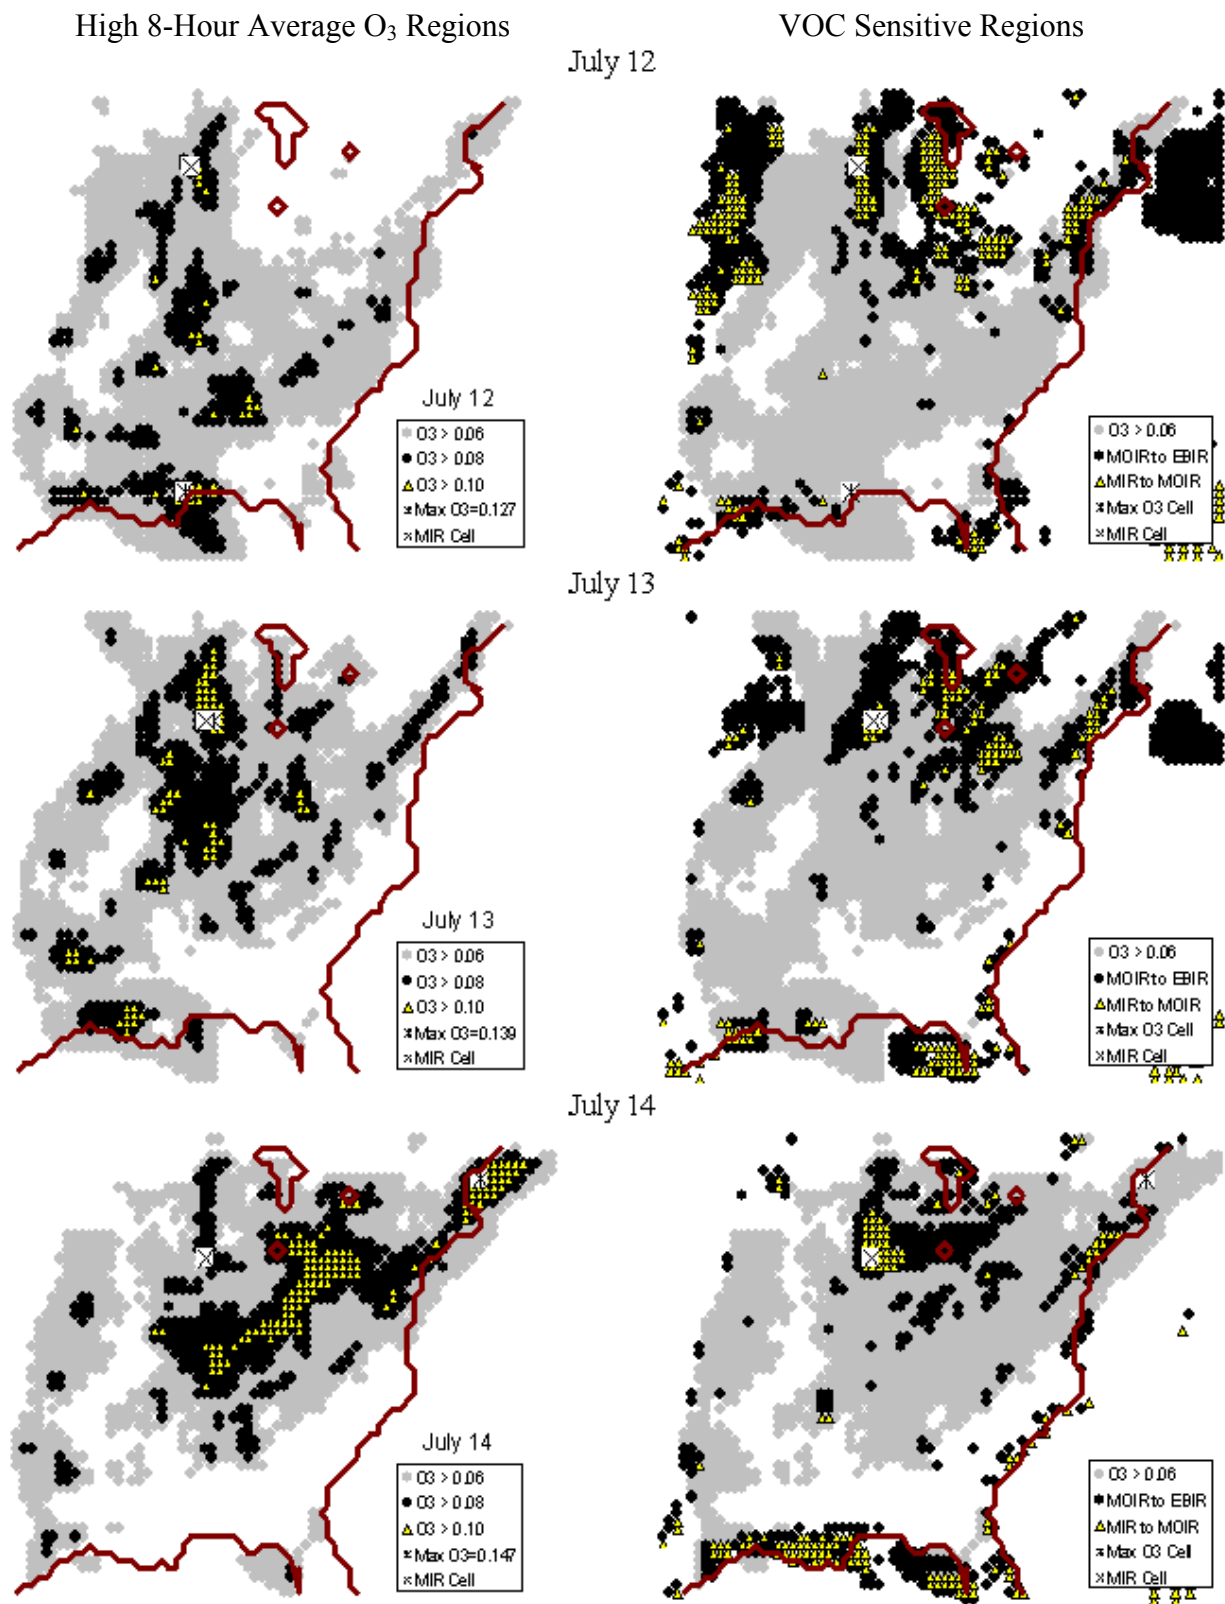 High 8-Hour Average O₃ Regions
VOC Sensitive Regions
July 12
July 12
O3 > 0.06
O3 > 0.08
O3 > 0.10
Max O3=0.127
MIR Cell
O3 > 0.06
MOIR to EBIR
MIR to MOIR
Max O3 Cell
MIR Cell
July 13
July 13
O3 > 0.06
O3 > 0.08
O3 > 0.10
Max O3=0.139
MIR Cell
O3 > 0.06
MOIR to EBIR
MIR to MOIR
Max O3 Cell
MIR Cell
July 14
July 14
O3 > 0.06
O3 > 0.08
O3 > 0.10
Max O3=0.147
MIR Cell
O3 > 0.06
MOIR to EBIR
MIR to MOIR
Max O3 Cell
MIR Cell